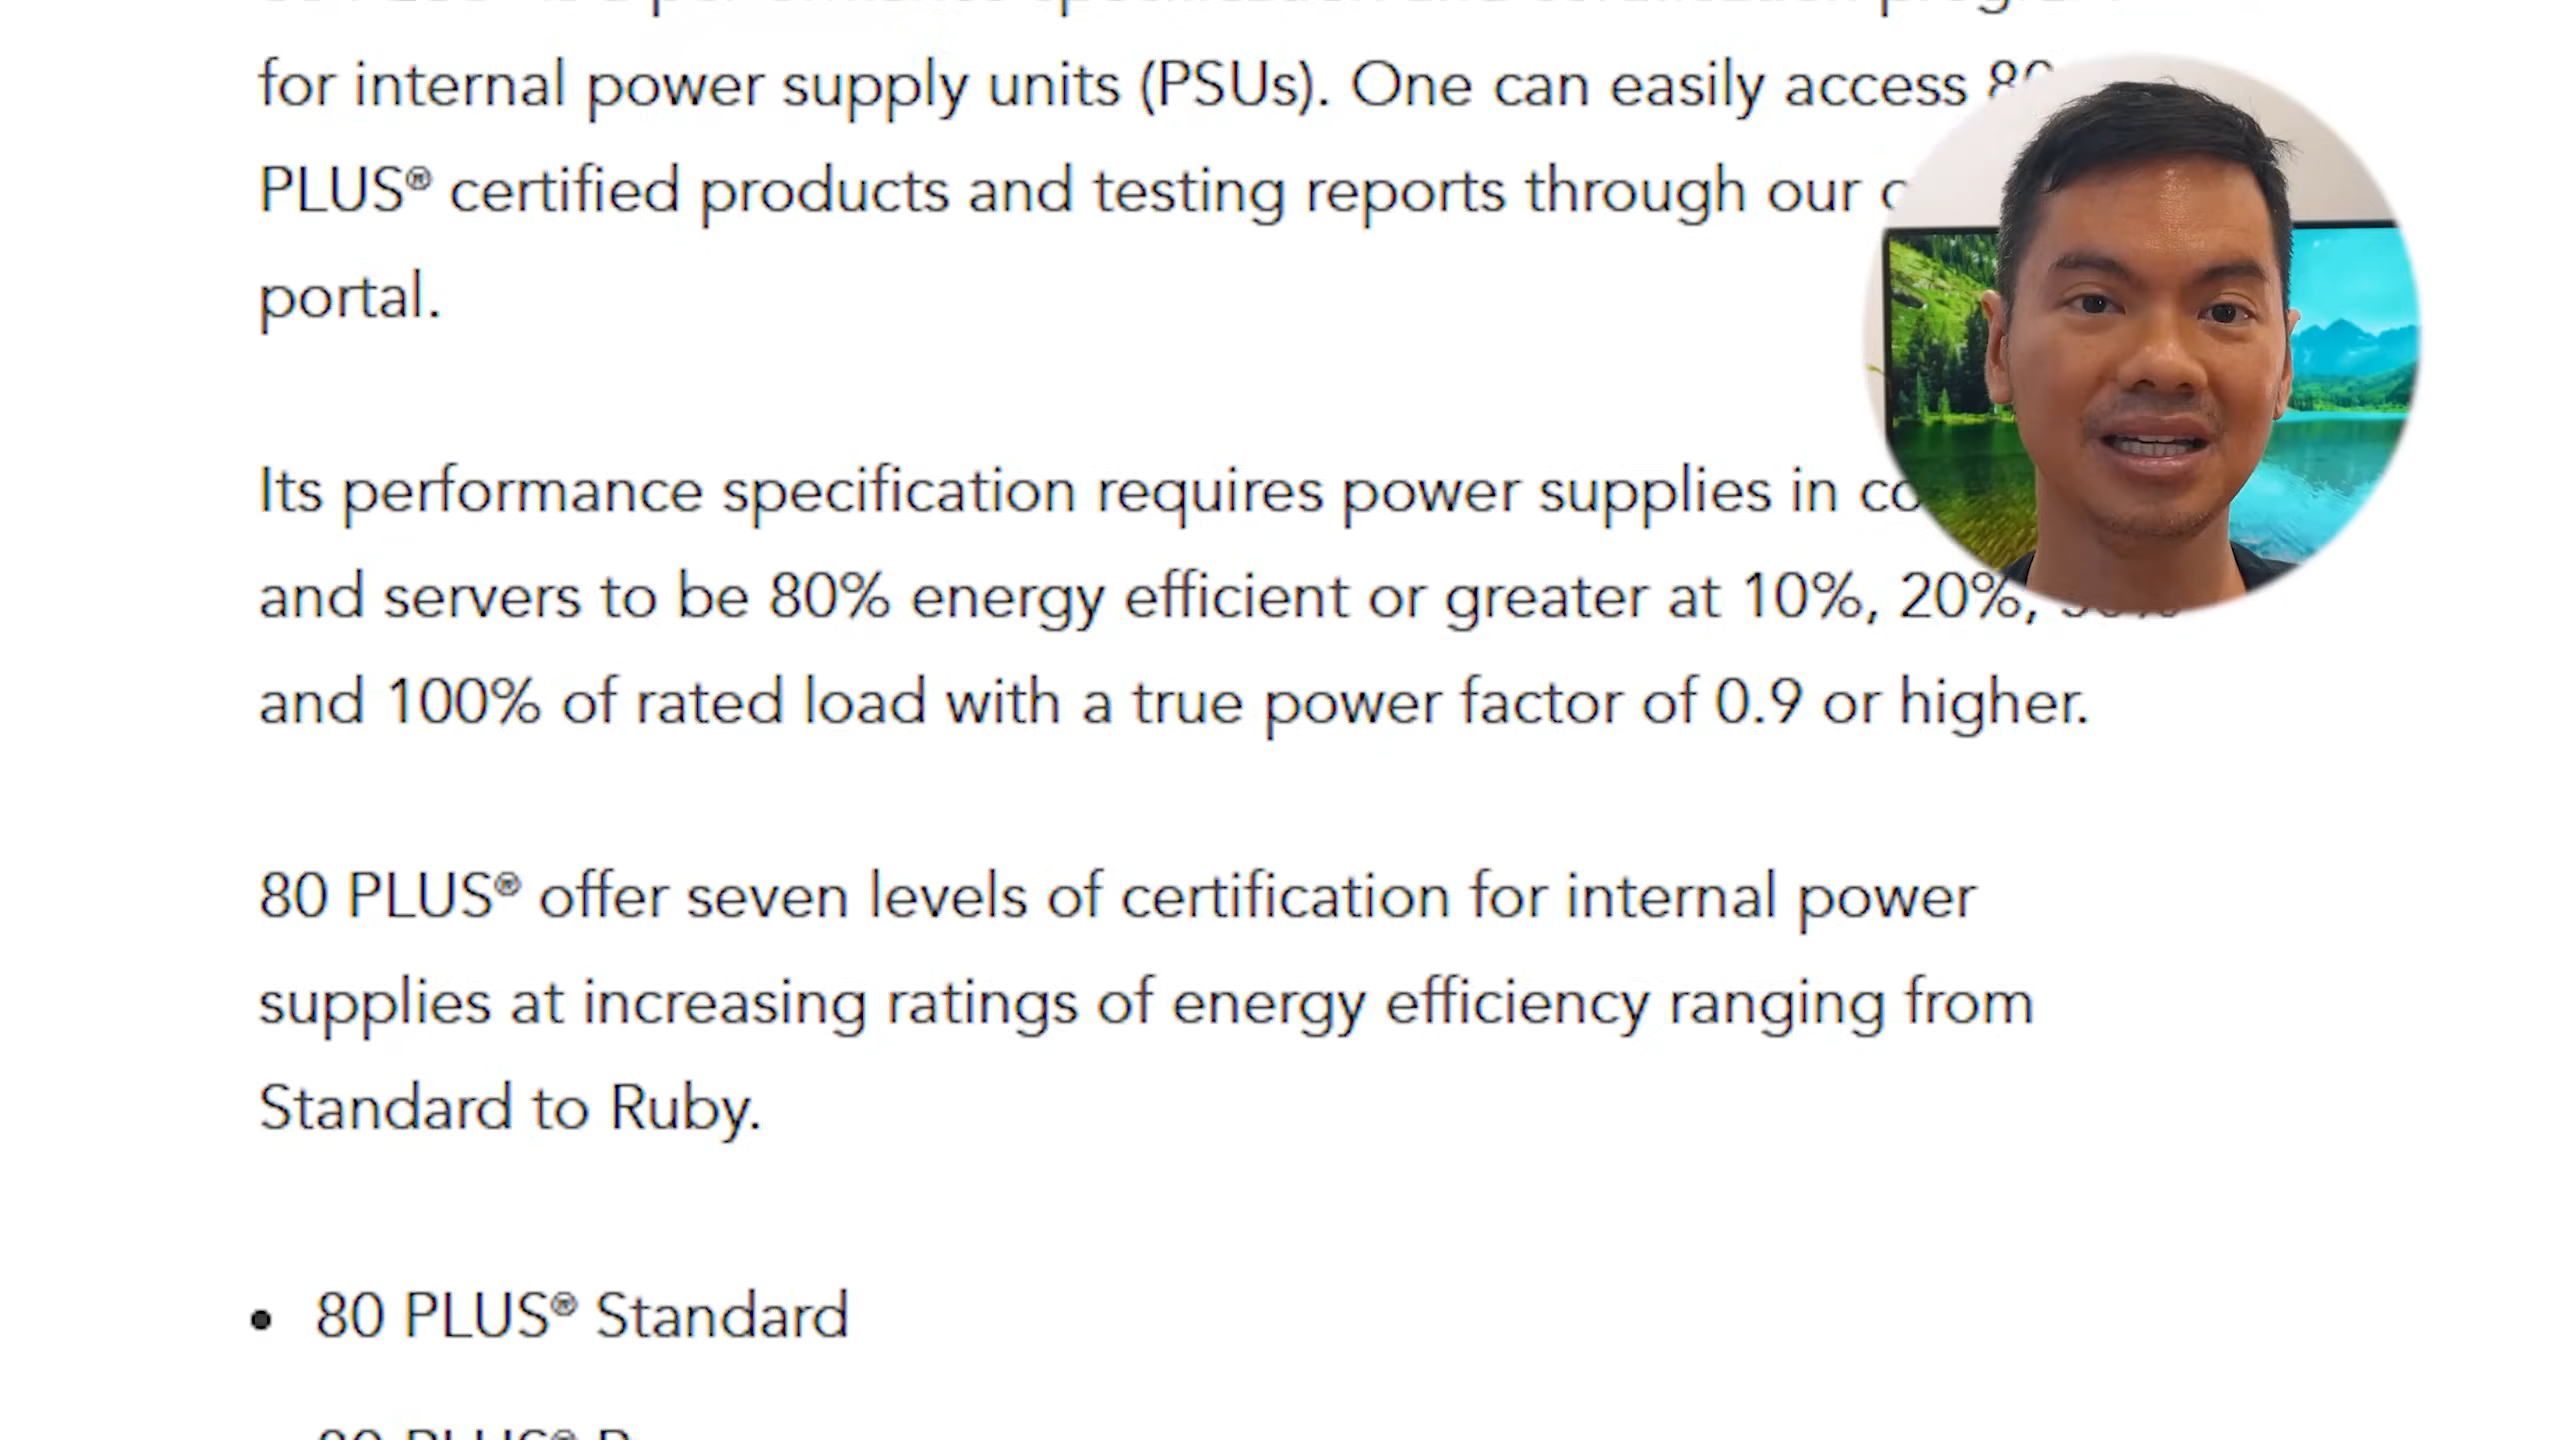 for internal power supply units (PSUs). One can easily access 80
PLUS® certified products and testing reports through our
portal.
Its performance specification requires power supplies in
and servers to be 80% energy efficient or greater at 10%, 20%,
and 100% of rated load with a true power factor of 0.9 or higher.
80 PLUS® offer seven levels of certification for internal power
supplies at increasing ratings of energy efficiency ranging from
Standard to Ruby.
• 80 PLUS® Standard
80 PLUS®